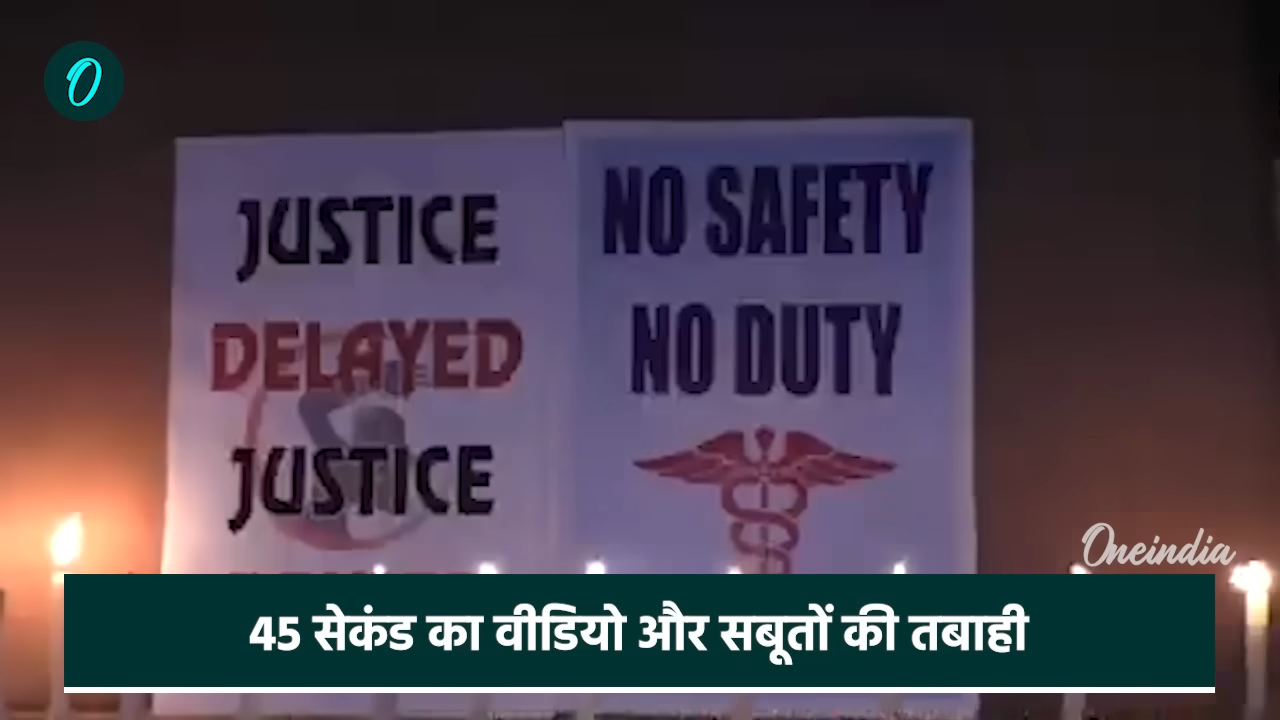 JUSTICE
DELAYED
JUSTICE
NO SAFETY
NO DUTY
Oneindia
45 सेकंड का वीडियो और सबूतों की तबाही